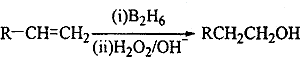 R—CH=CH₂ (i)B₂H₆ (ii)H₂O₂/OH⁻ → RCH₂CH₂OH